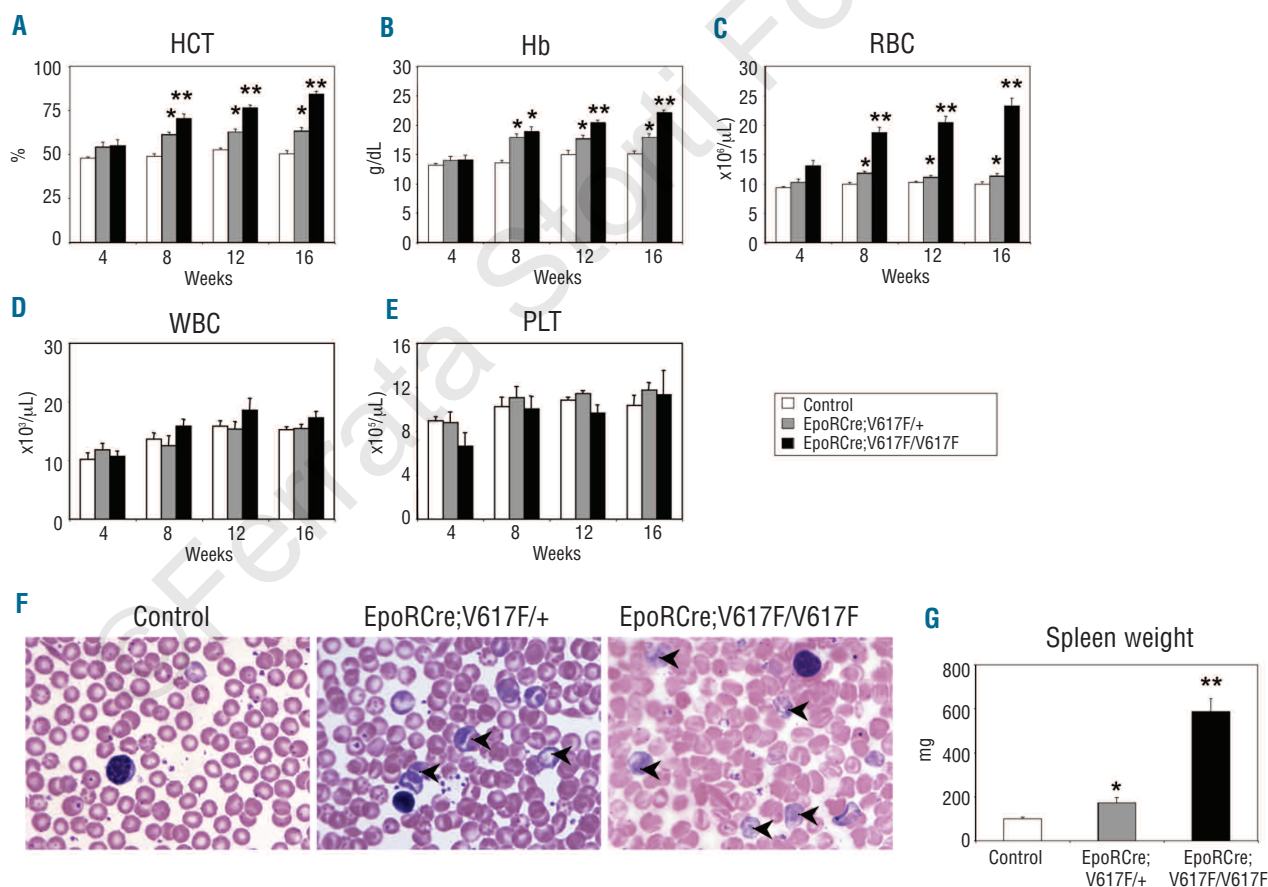 A
HCT
100
75
50
25
0
%
* ** * ** * **
4 8 12 16
Weeks
B
Hb
30
25
20
15
10
5
0
g/dL
* * * ** * **
4 8 12 16
Weeks
C
RBC
30
25
20
15
10
5
0
x10⁶/µL)
* ** * ** * **
4 8 12 16
Weeks
D
WBC
30
20
10
0
x10³/µL)
4 8 12 16
Weeks
E
PLT
16
12
8
4
0
x10⁵/µL)
4 8 12 16
Weeks
Control
EpoRCre;V617F/+
EpoRCre;V617F/V617F
F
Control
EpoRCre;V617F/+
EpoRCre;V617F/V617F
G
Spleen weight
800
600
400
200
0
mg
* **
Control
EpoRCre;
V617F/+
EpoRCre;
V617F/V617F
©Ferrata Storti Fo